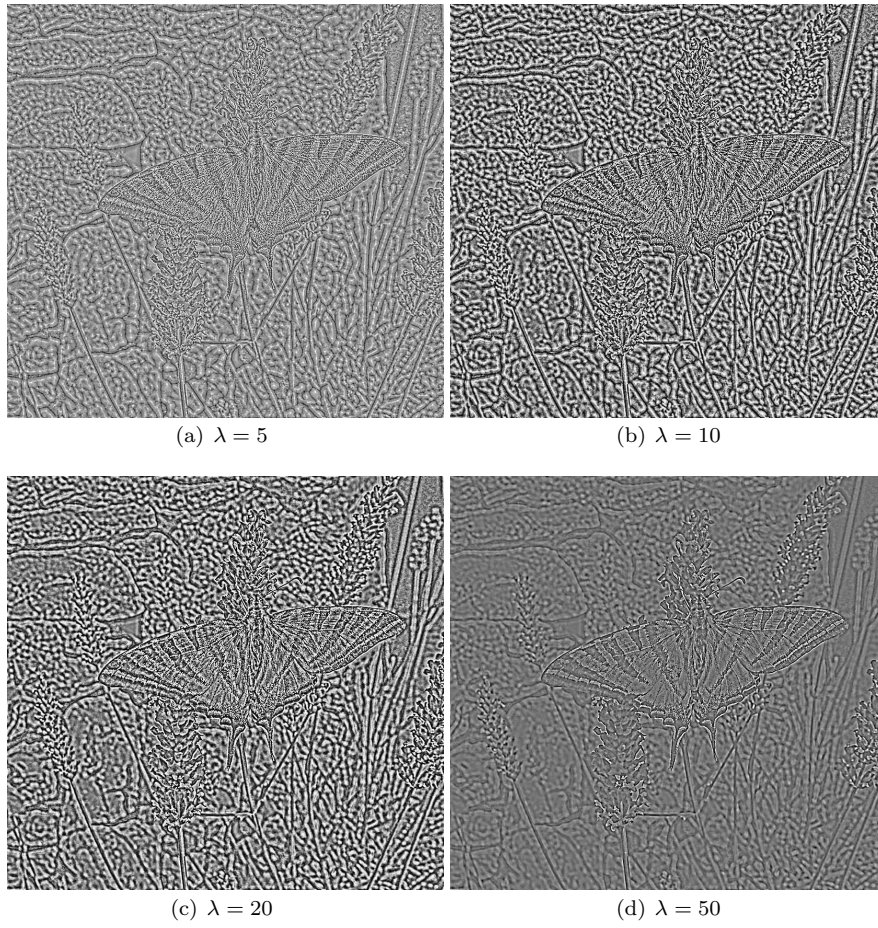 (a) λ = 5
(b) λ = 10
(c) λ = 20
(d) λ = 50